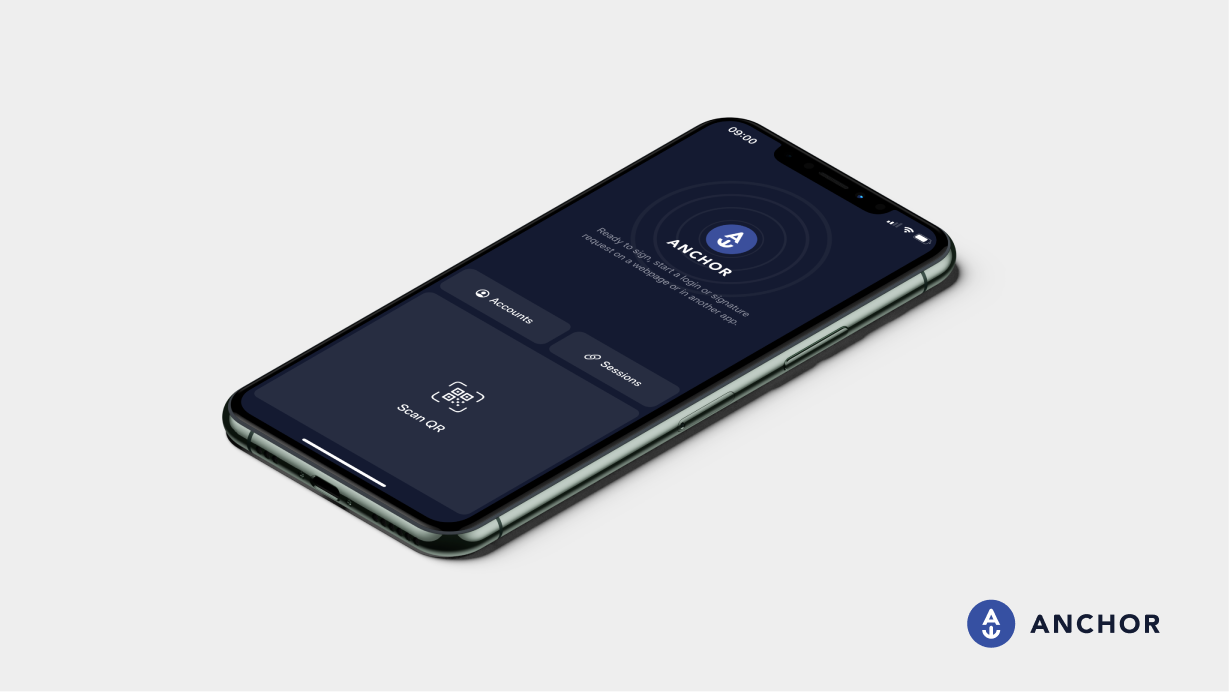 09:00
ANCHOR
Ready to sign, start a login or signature
request on a webpage or in another app.
Accounts
Sessions
Scan QR
ANCHOR